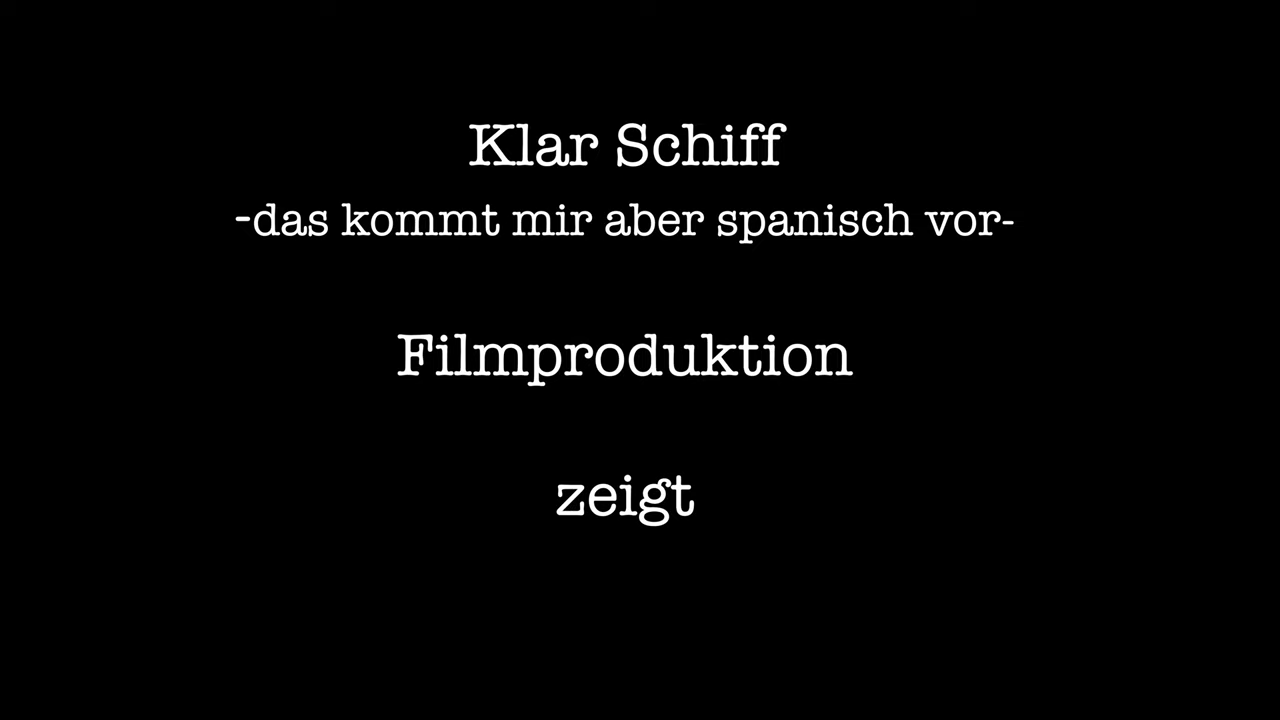 Klar Schiff
-das kommt mir aber spanisch vor-
Filmproduktion
zeigt